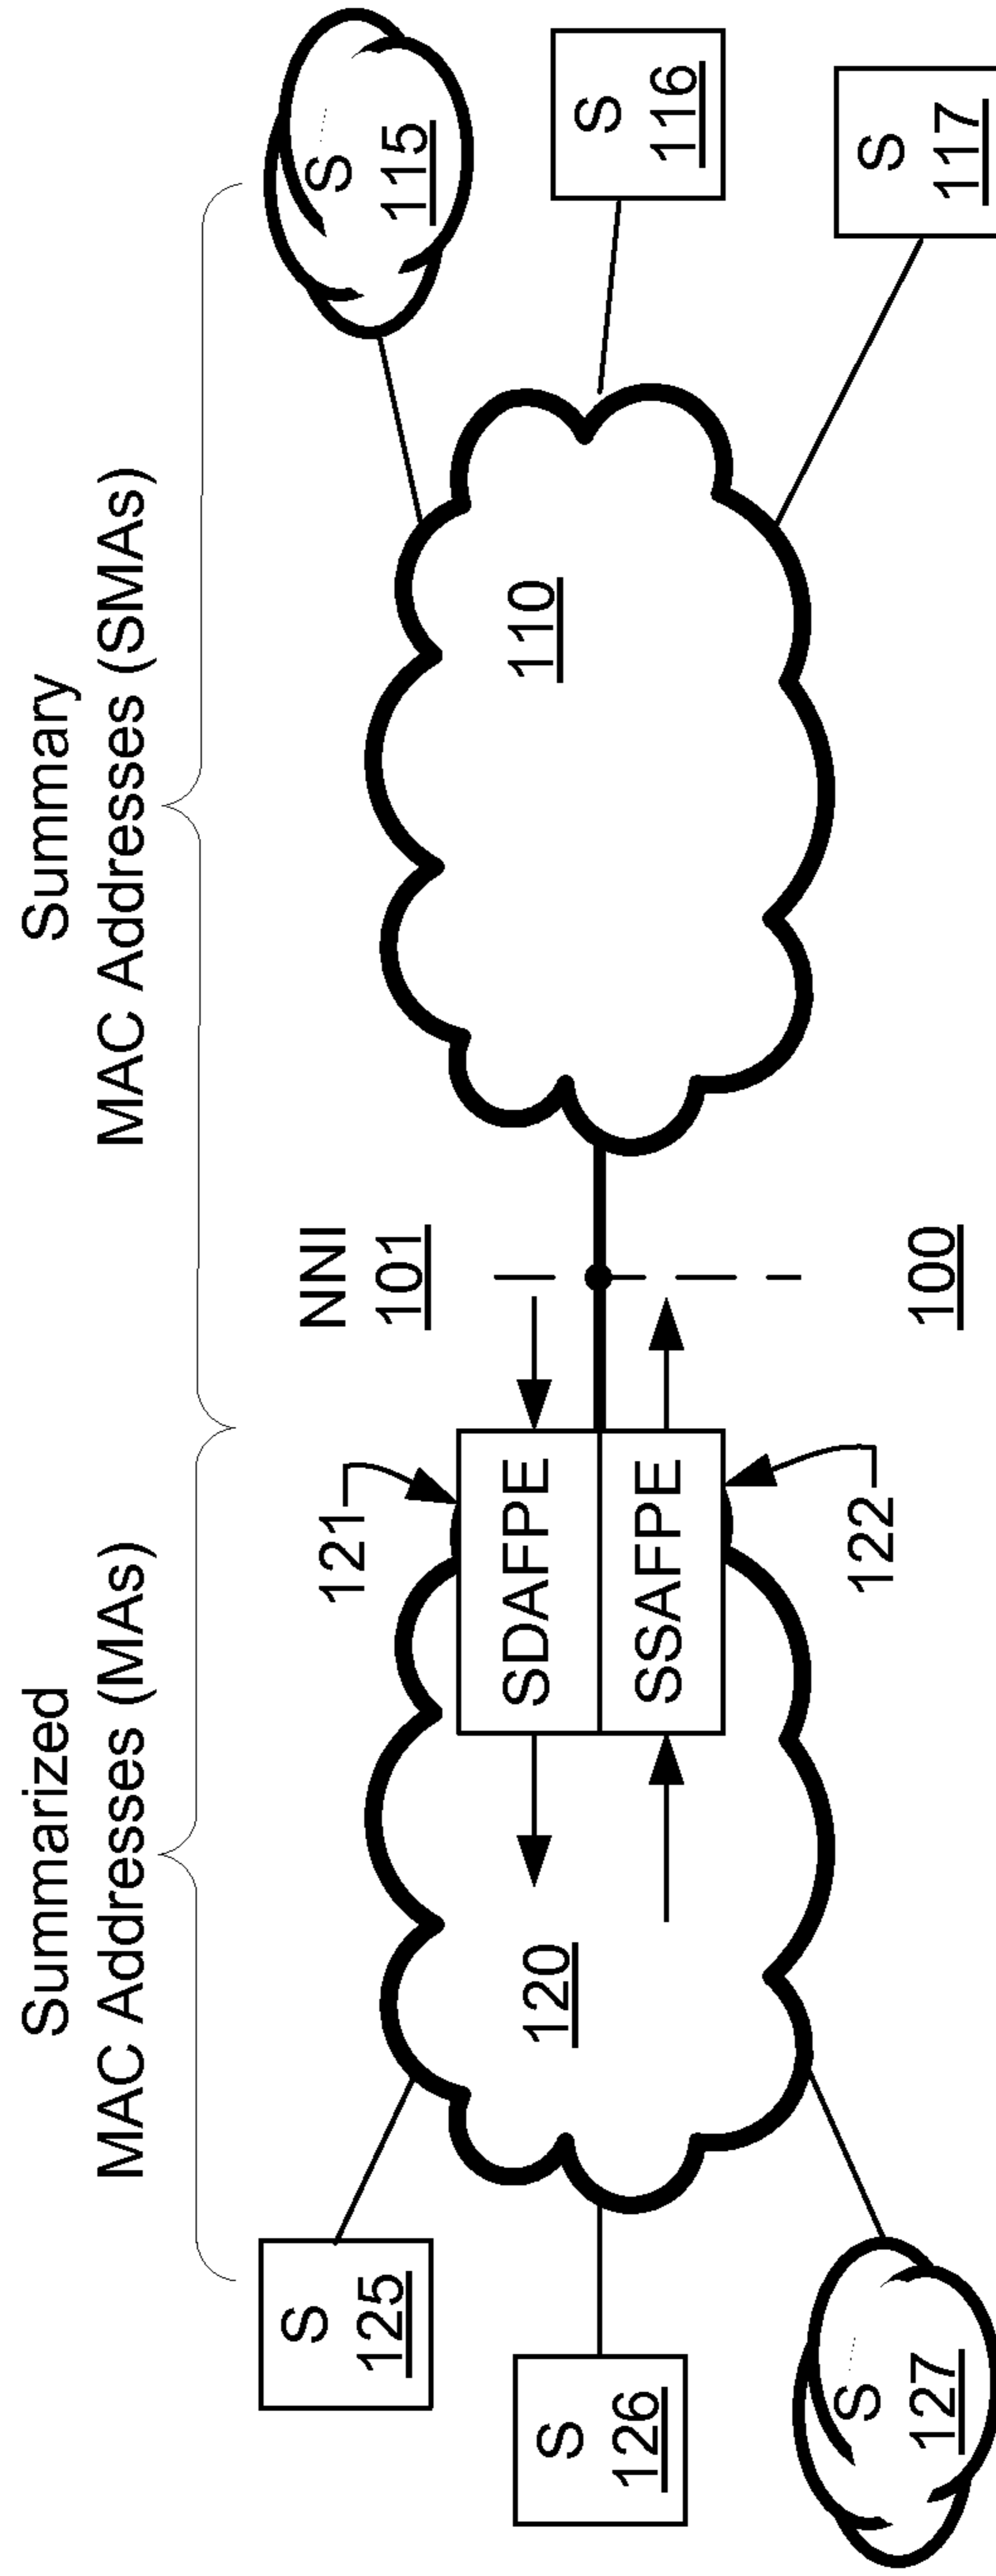 Summarized
MAC Addresses (MAs)
Summary
MAC Addresses (SMAs)
S
125
S
126
S
127
120
121
SDAFPE
SSAFPE
122
NNI
101
100
110
S
115
S
116
S
117